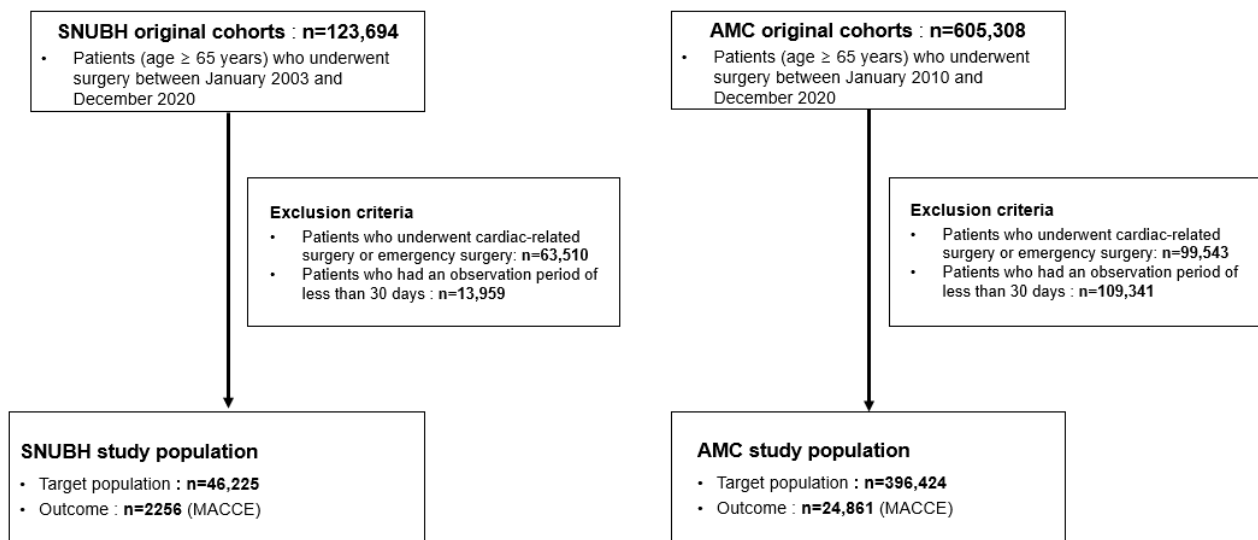 SNUBH original cohorts : n=123,694
• Patients (age ≥ 65 years) who underwent
surgery between January 2003 and
December 2020
Exclusion criteria
• Patients who underwent cardiac-related
surgery or emergency surgery: n=63,510
• Patients who had an observation period of
less than 30 days : n=13,959
SNUBH study population
• Target population : n=46,225
• Outcome : n=2256 (MACCE)
AMC original cohorts : n=605,308
• Patients (age ≥ 65 years) who underwent
surgery between January 2010 and
December 2020
Exclusion criteria
• Patients who underwent cardiac-related
surgery or emergency surgery: n=99,543
• Patients who had an observation period of
less than 30 days : n=109,341
AMC study population
• Target population : n=396,424
• Outcome : n=24,861 (MACCE)